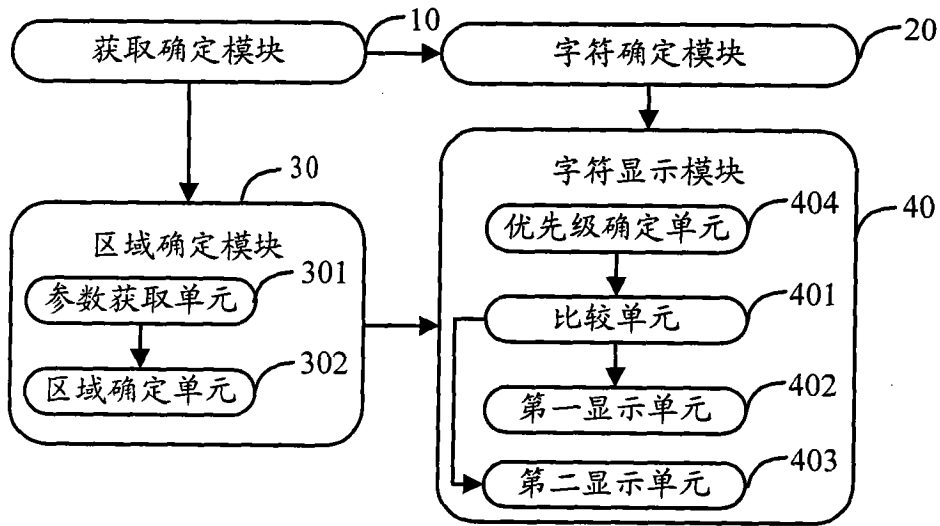 10
获取确定模块
20
字符确定模块
30
区域确定模块
301
参数获取单元
302
区域确定单元
40
字符显示模块
404
优先级确定单元
401
比较单元
402
第一显示单元
403
第二显示单元